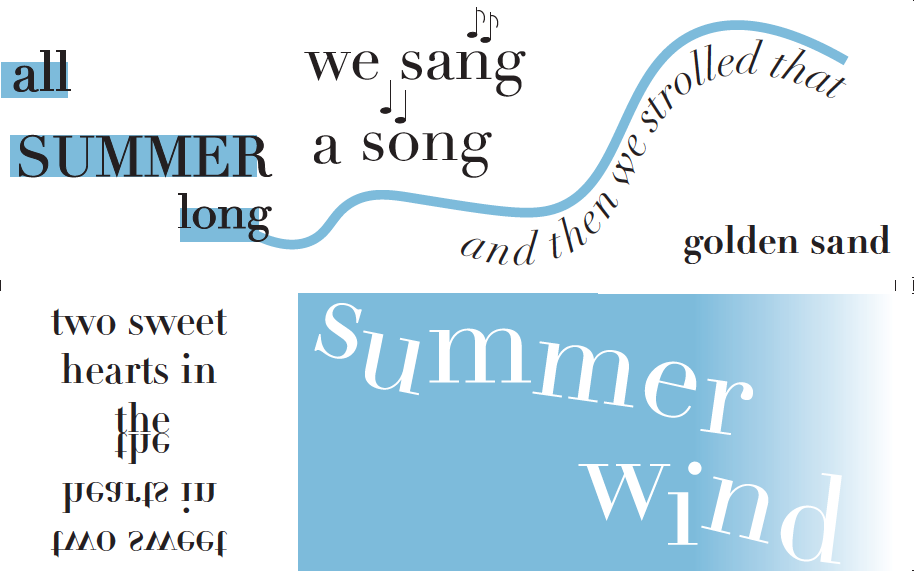 all
SUMMER
long
we sang
a song
and then we strolled that
golden sand
two sweet
hearts in
the
the
hearts in
two sweet
summer
wind